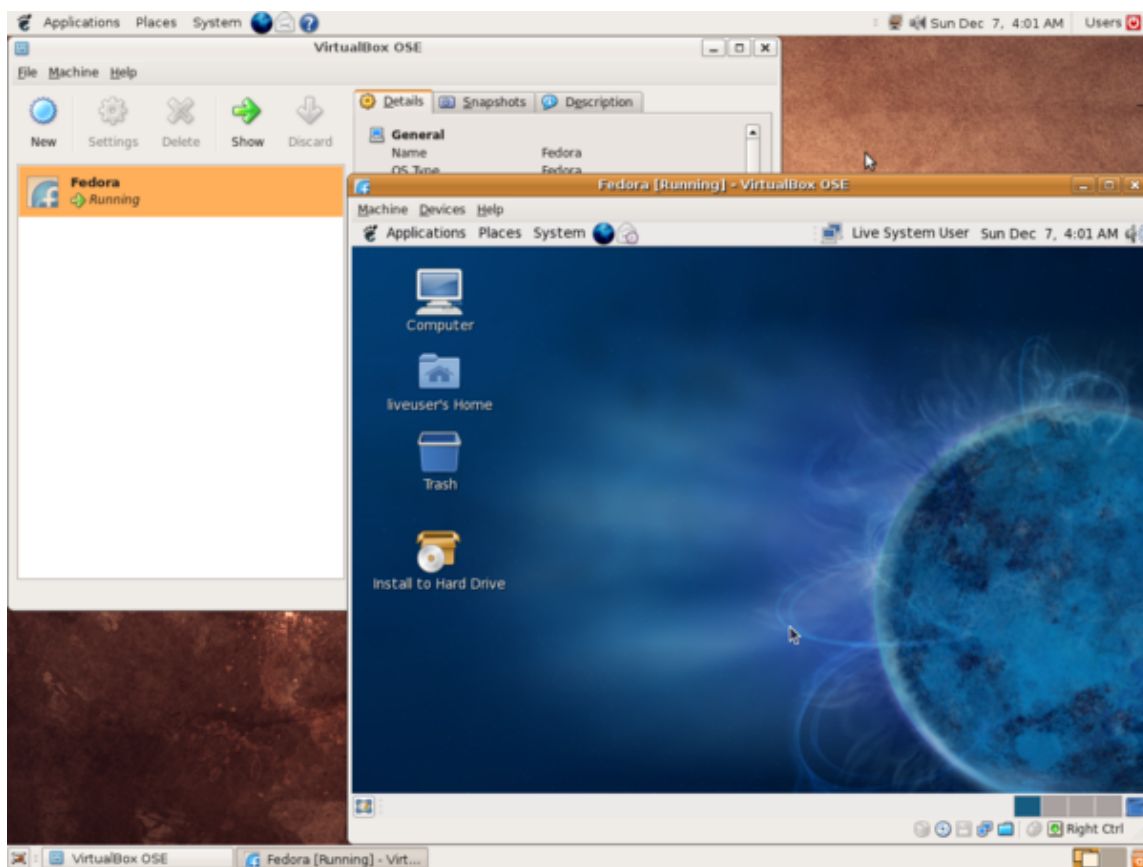 Applications Places System Sun Dec 7, 4:01 AM Users
VirtualBox OSE
File Machine Help
New Settings Delete Show Discard
Details Snapshots Description
General
Name Fedora
OS Type Fedora
Fedora
Running
Fedora [Running] - VirtualBox OSE
Machine Devices Help
Applications Places System Live System User Sun Dec 7, 4:01 AM
Computer
liveuser's Home
Trash
Install to Hard Drive
Right Ctrl
VirtualBox OSE Fedora [Running] - Virt...